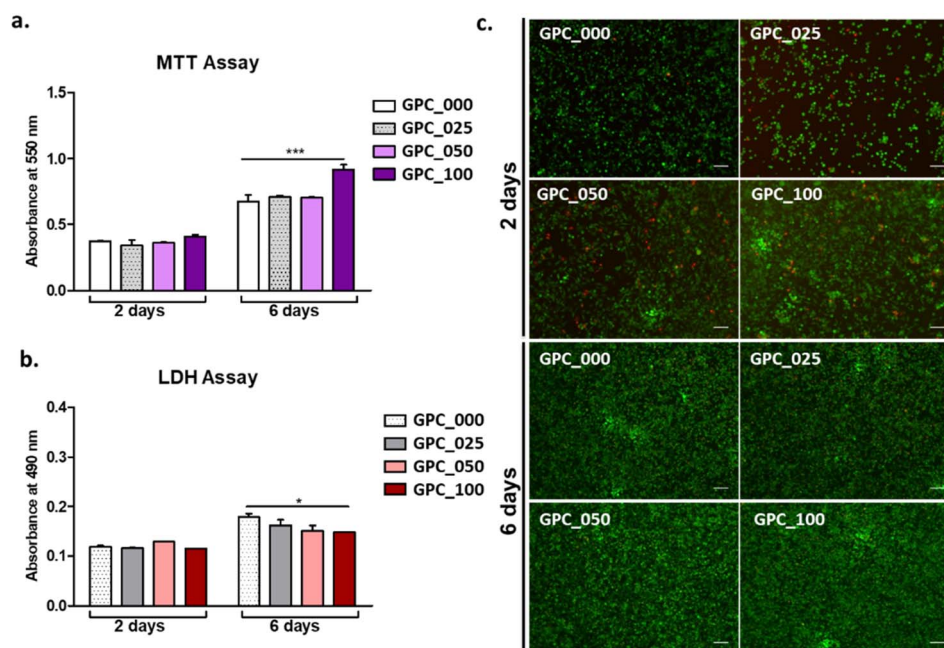 a.
MTT Assay
Absorbance at 550 nm
1.5
1.0
0.5
0.0
***
2 days
6 days
GPC_000
GPC_025
GPC_050
GPC_100
b.
LDH Assay
Absorbance at 490 nm
0.4
0.3
0.2
0.1
0.0
*
2 days
6 days
GPC_000
GPC_025
GPC_050
GPC_100
c.
2 days
GPC_000
GPC_025
GPC_050
GPC_100
6 days
GPC_000
GPC_025
GPC_050
GPC_100